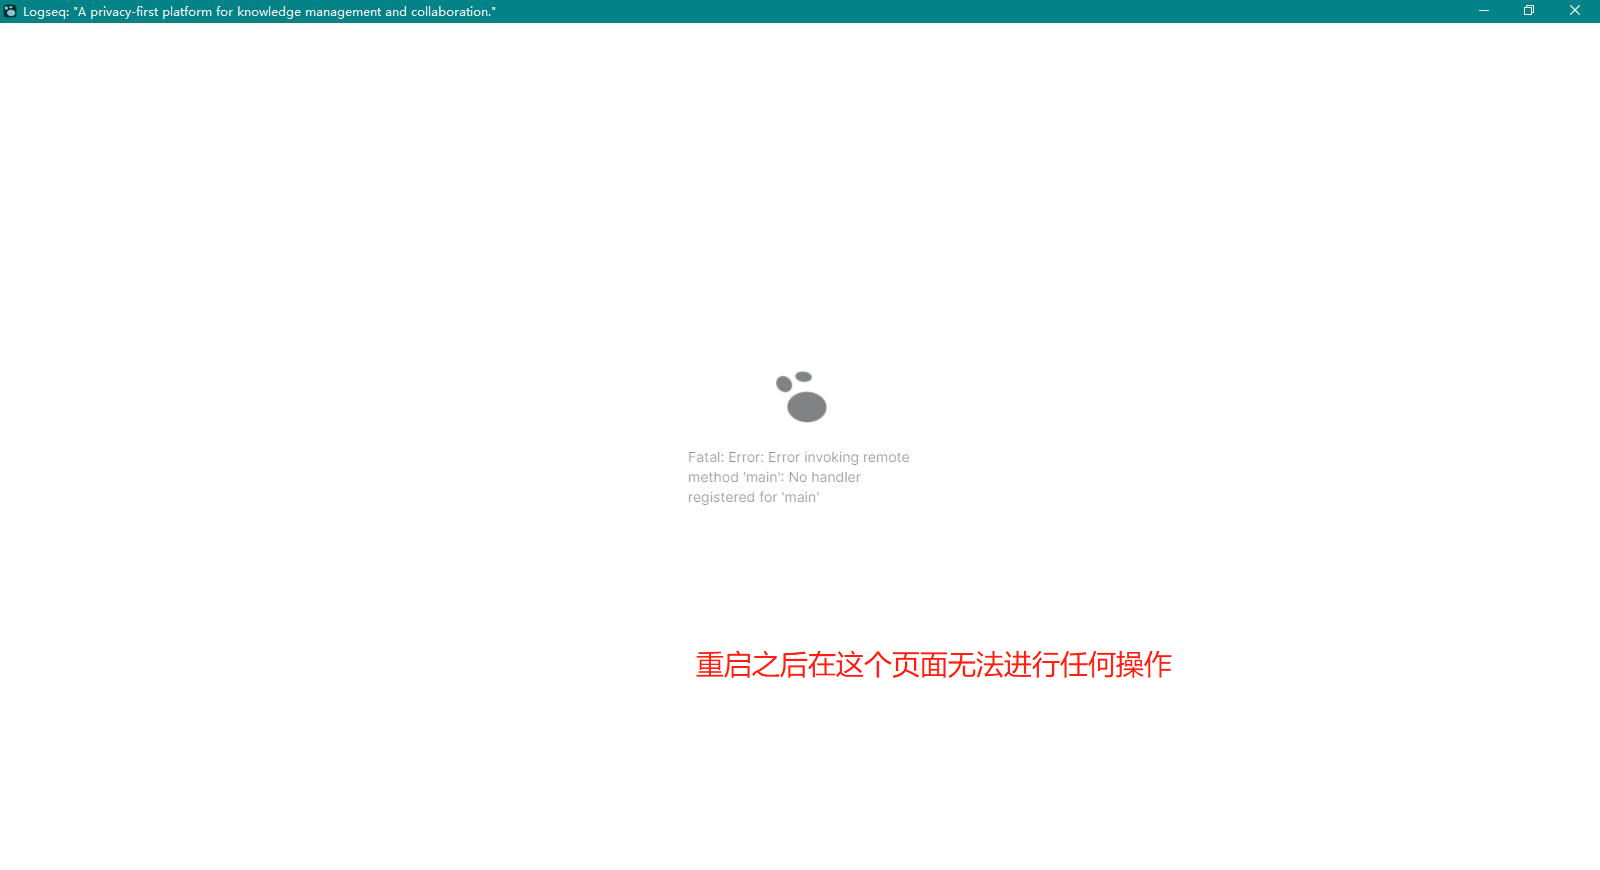 Logseq: "A privacy-first platform for knowledge management and collaboration."
Fatal: Error: Error invoking remote
method 'main': No handler
registered for 'main'
重启之后在这个页面无法进行任何操作